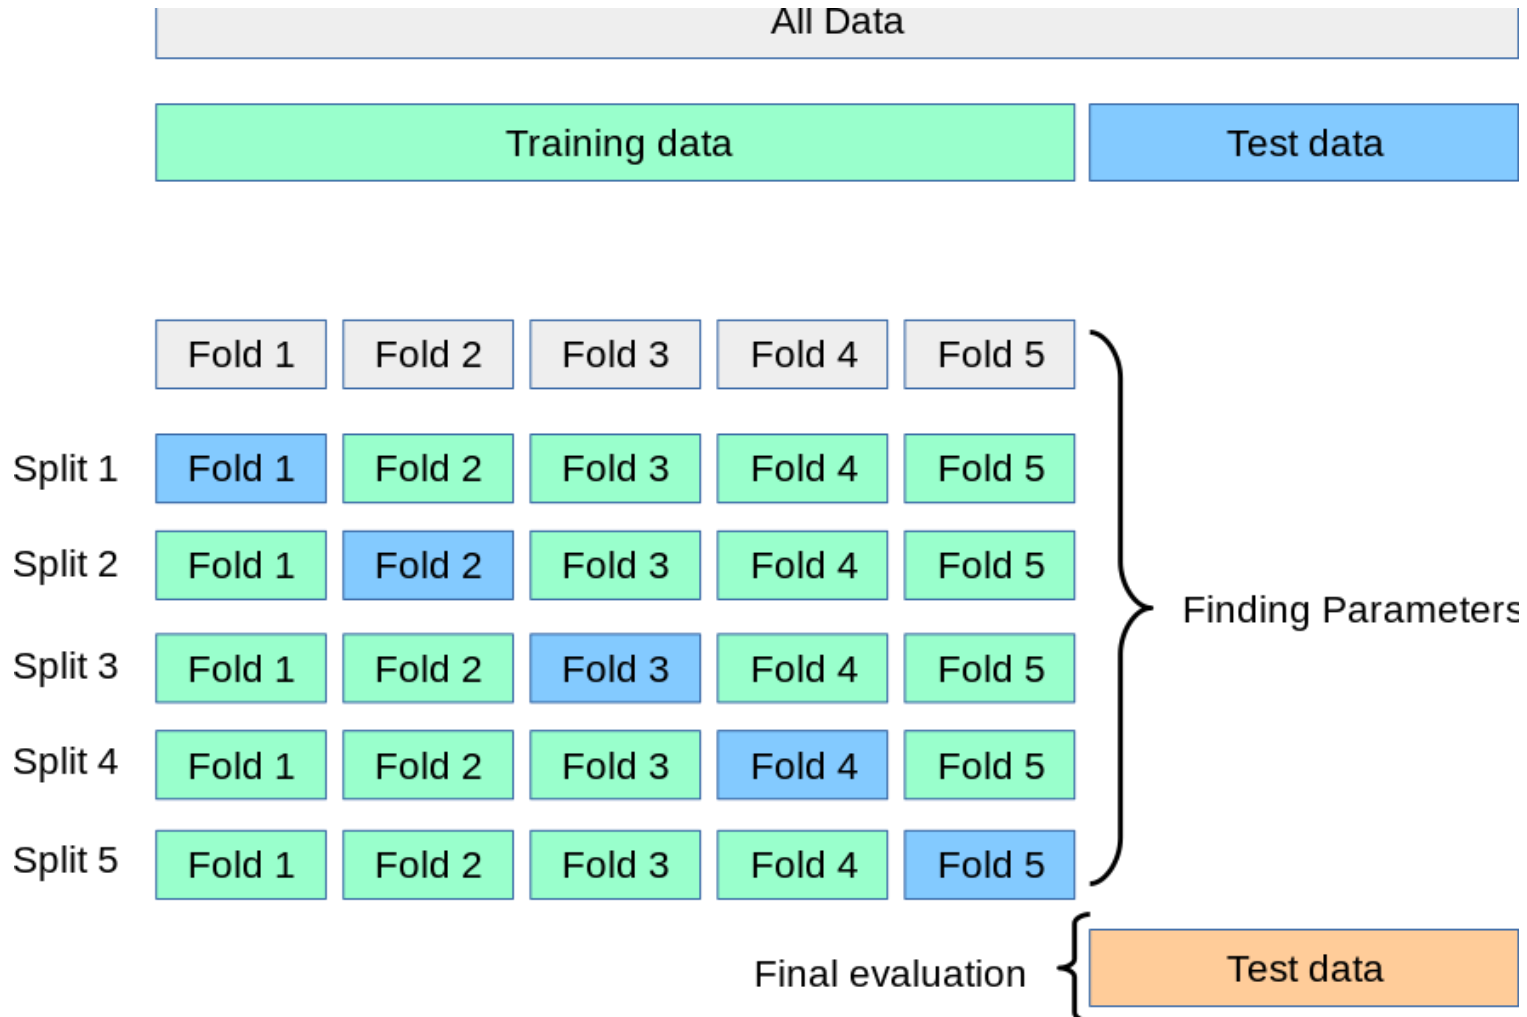 All Data
Training data Test data
Fold 1 Fold 2 Fold 3 Fold 4 Fold 5
Split 1 Fold 1 Fold 2 Fold 3 Fold 4 Fold 5
Split 2 Fold 1 Fold 2 Fold 3 Fold 4 Fold 5
Finding Parameters
Split 3 Fold 1 Fold 2 Fold 3 Fold 4 Fold 5
Split 4 Fold 1 Fold 2 Fold 3 Fold 4 Fold 5
Split 5 Fold 1 Fold 2 Fold 3 Fold 4 Fold 5
Final evaluation Test data